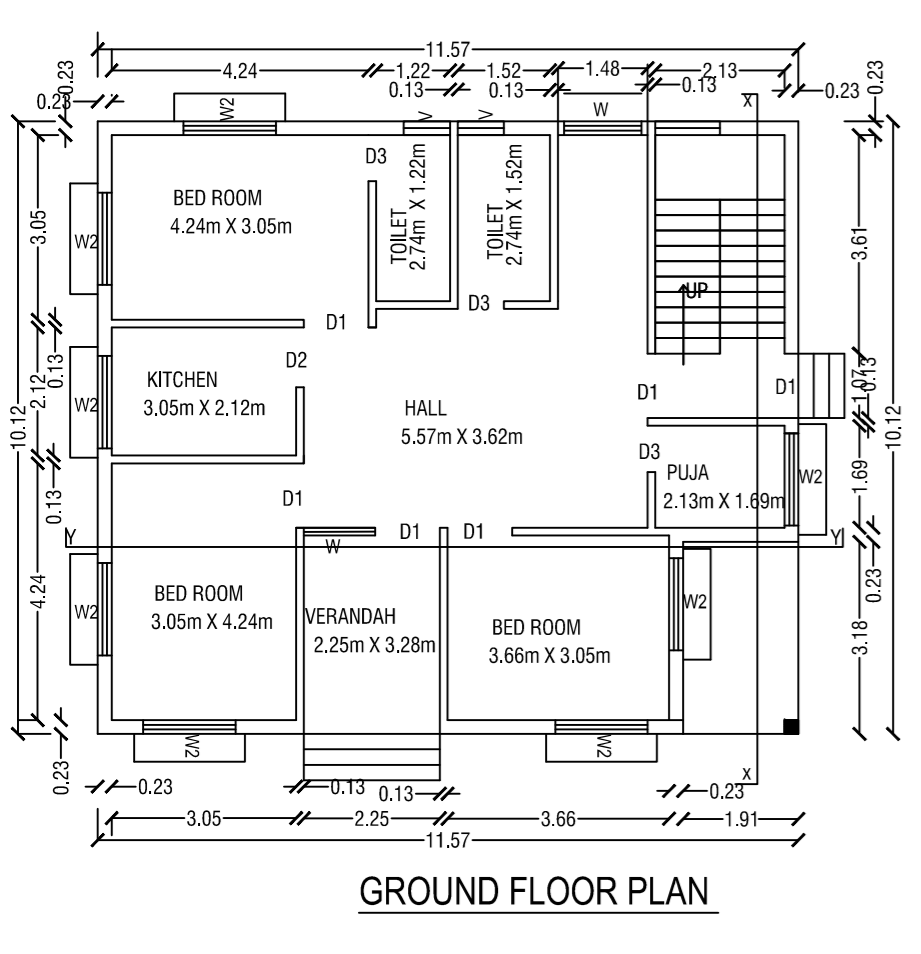 11.57
4.24
1.22
1.52
1.48
2.13
0.23
0.23
0.13
0.13
0.13
0.23
0.23
W2
V
V
W
X
D3
BED ROOM
4.24m X 3.05m
TOILET
2.74m X 1.22m
TOILET
2.74m X 1.52m
3.05
W2
3.61
UP
D3
D1
D2
KITCHEN
3.05m X 2.12m
W2
2.12
0.13
10.12
HALL
5.57m X 3.62m
D1
D1
1.07
0.13
10.12
D3
PUJA
2.13m X 1.69m
W2
1.69
0.13
D1
Y
W
D1
D1
Y
4.24
W2
BED ROOM
3.05m X 4.24m
VERANDAH
2.25m X 3.28m
BED ROOM
3.66m X 3.05m
W2
0.23
3.18
W2
W2
X
0.23
0.23
0.13
0.13
0.23
3.05
2.25
3.66
1.91
11.57
GROUND FLOOR PLAN